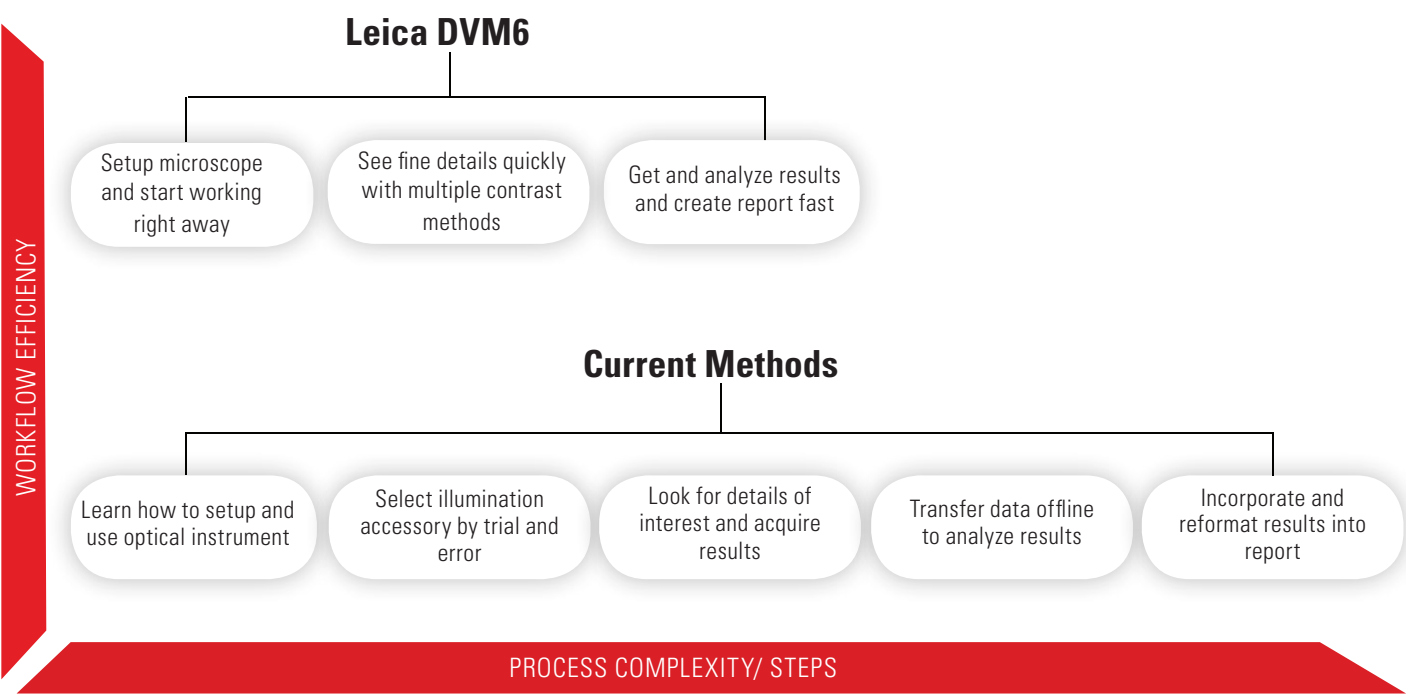 Leica DVM6
Setup microscope
and start working
right away
See fine details quickly
with multiple contrast
methods
Get and analyze results
and create report fast
WORKFLOW EFFICIENCY
Current Methods
Learn how to setup and
use optical instrument
Select illumination
accessory by trial and
error
Look for details of
interest and acquire
results
Transfer data offline
to analyze results
Incorporate and
reformat results into
report
PROCESS COMPLEXITY/ STEPS